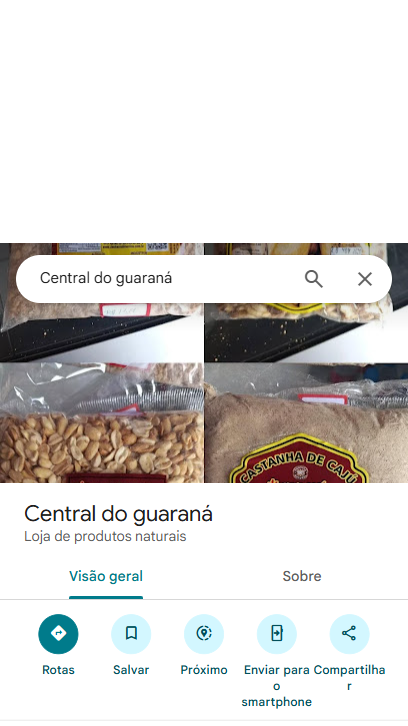 Central do guaraná
CASTANHA DE CAJÚ
Central do guaraná
Loja de produtos naturais
Visão geral
Sobre
Rotas
Salvar
Próximo
Enviar para
o
smartphone
Compartilha
r